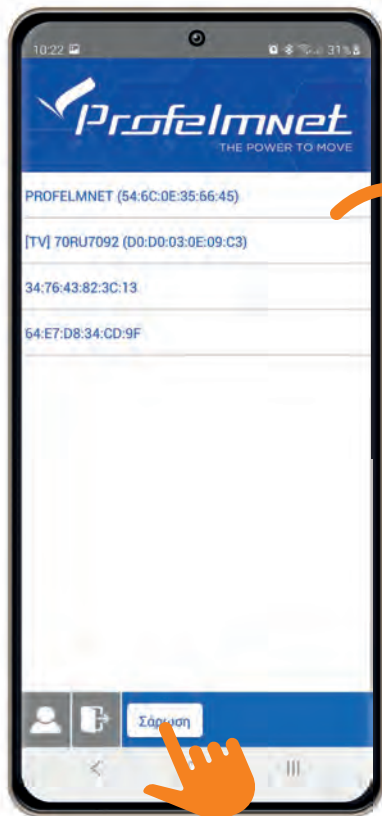 10:22 31%
Profelmnet
THE POWER TO MOVE
PROFELMNET (54:6C:0E:35:66:45)
[TV] 70RU7092 (D0:D0:03:0E:09:C3)
34:76:43:82:3C:13
64:E7:D8:34:CD:9F
Σάρωση